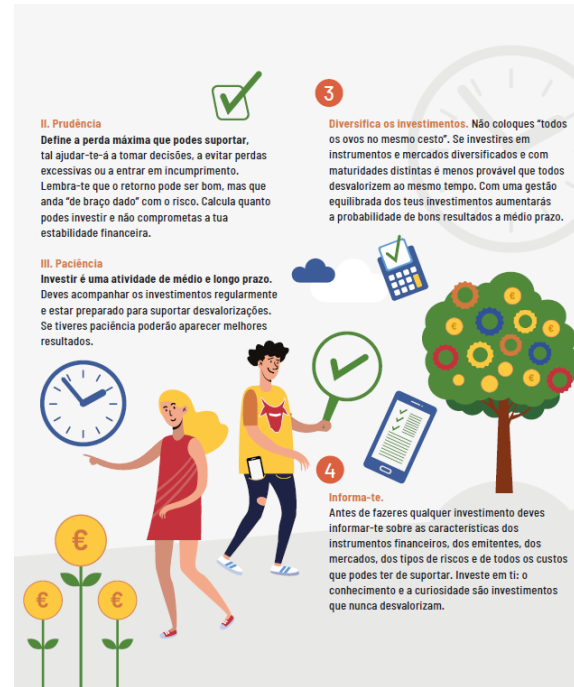 II. Prudência
Define a perda máxima que podes suportar,
tal ajudar-te-á a tomar decisões, a evitar perdas
excessivas ou a entrar em incumprimento.
Lembra-te que o retorno pode ser bom, mas que
anda “de braço dado” com o risco. Calcula quanto
podes investir e não comprometas a tua
estabilidade financeira.
III. Paciência
Investir é uma atividade de médio e longo prazo.
Deves acompanhar os investimentos regularmente
e estar preparado para suportar desvalorizações.
Se tiveres paciência poderão aparecer melhores
resultados.
3
Diversifica os investimentos. Não coloques “todos
os ovos no mesmo cesto”. Se investires em
instrumentos e mercados diversificados e com
maturidades distintas é menos provável que todos
desvalorizem ao mesmo tempo. Com uma gestão
equilibrada dos teus investimentos aumentarás
a probabilidade de bons resultados a médio prazo.
€
€
€
€
4
Informa-te.
Antes de fazeres qualquer investimento deves
informar-te sobre as características dos
instrumentos financeiros, dos emitentes, dos
mercados, dos tipos de riscos e de todos os custos
que podes ter de suportar. Investe em ti: o
conhecimento e a curiosidade são investimentos
que nunca desvalorizam.
€
€
€